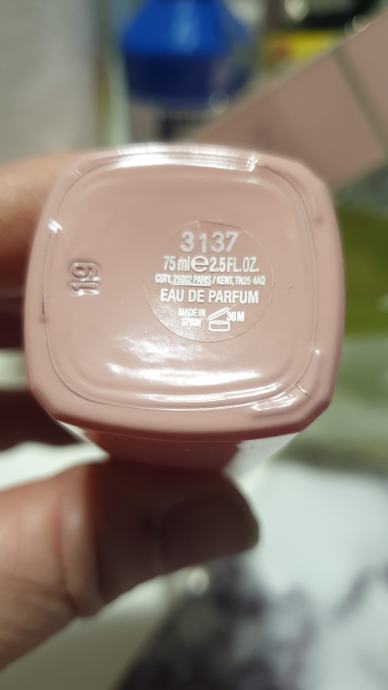 3137
75 ml e 2.5 FL.OZ.
COTY, 75002 PARIS / KENT, TN25 4AQ
EAU DE PARFUM
MADE IN
SPAIN
36M
19